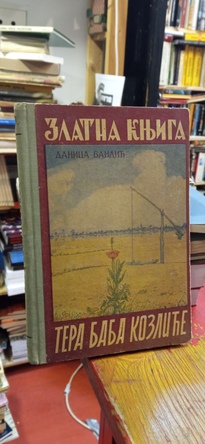 ЗЛАТНА КЊИГА
ДАНИЦА БАНДИЋ
ТЕРА БАБА КОЗЛИЋЕ